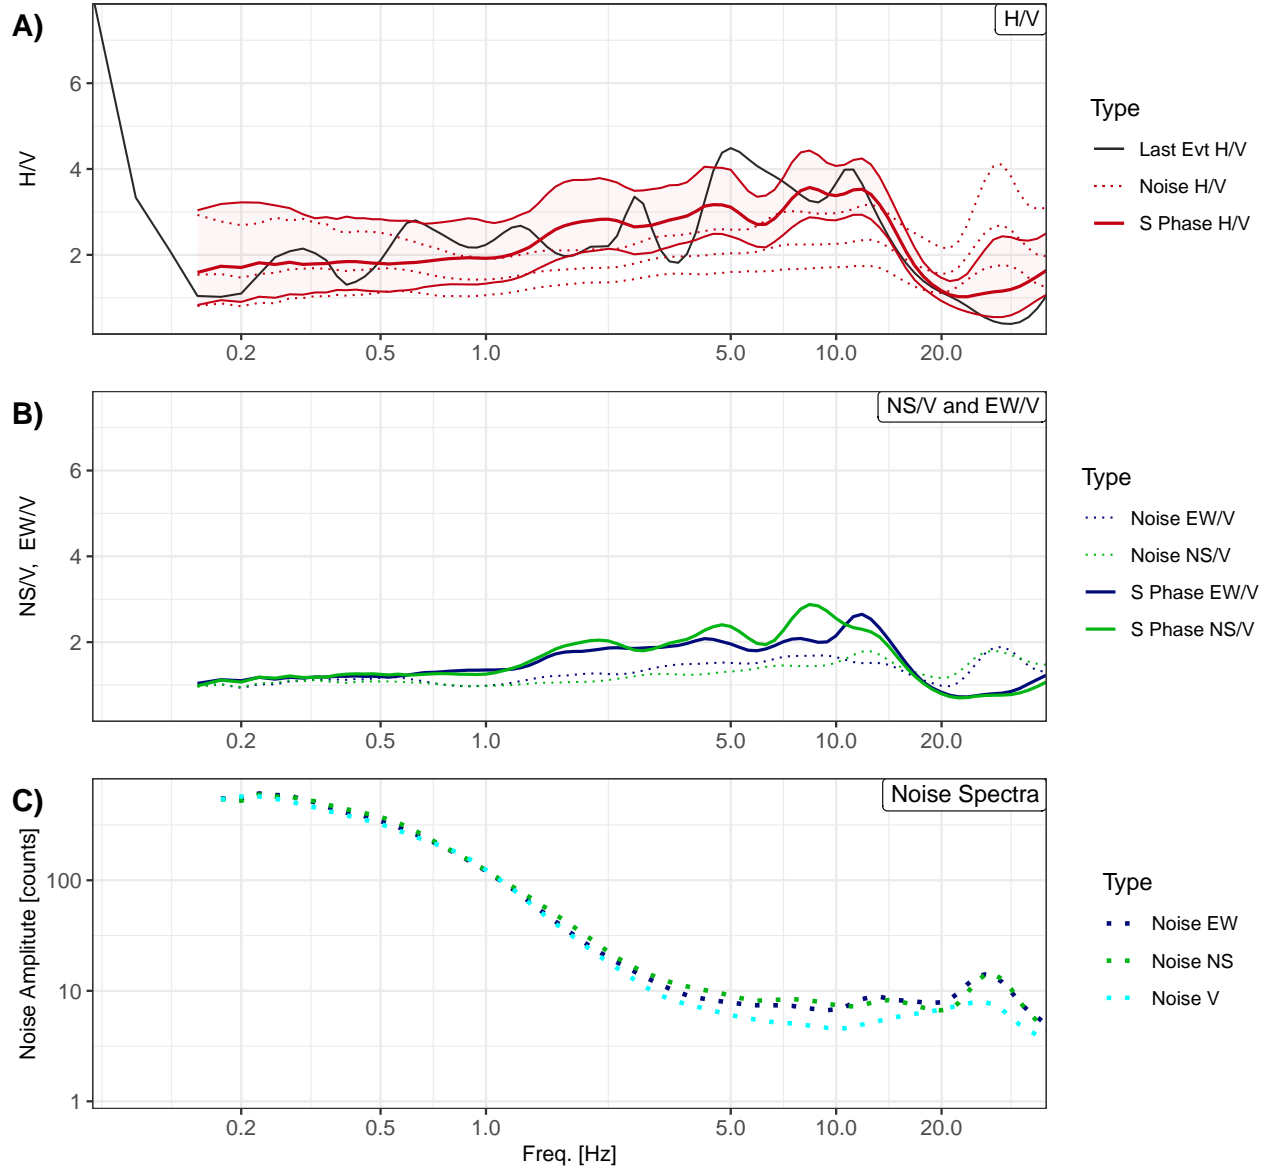 A)
H/V
6
4
2
H/V
0.2 0.5 1.0 5.0 10.0 20.0
Type
Last Evt H/V
Noise H/V
S Phase H/V
B)
NS/V and EW/V
6
4
2
NS/V, EW/V
0.2 0.5 1.0 5.0 10.0 20.0
Type
Noise EW/V
Noise NS/V
S Phase EW/V
S Phase NS/V
C)
Noise Spectra
100
10
1
Noise Amplitute [counts]
0.2 0.5 1.0 5.0 10.0 20.0
Freq. [Hz]
Type
Noise EW
Noise NS
Noise V